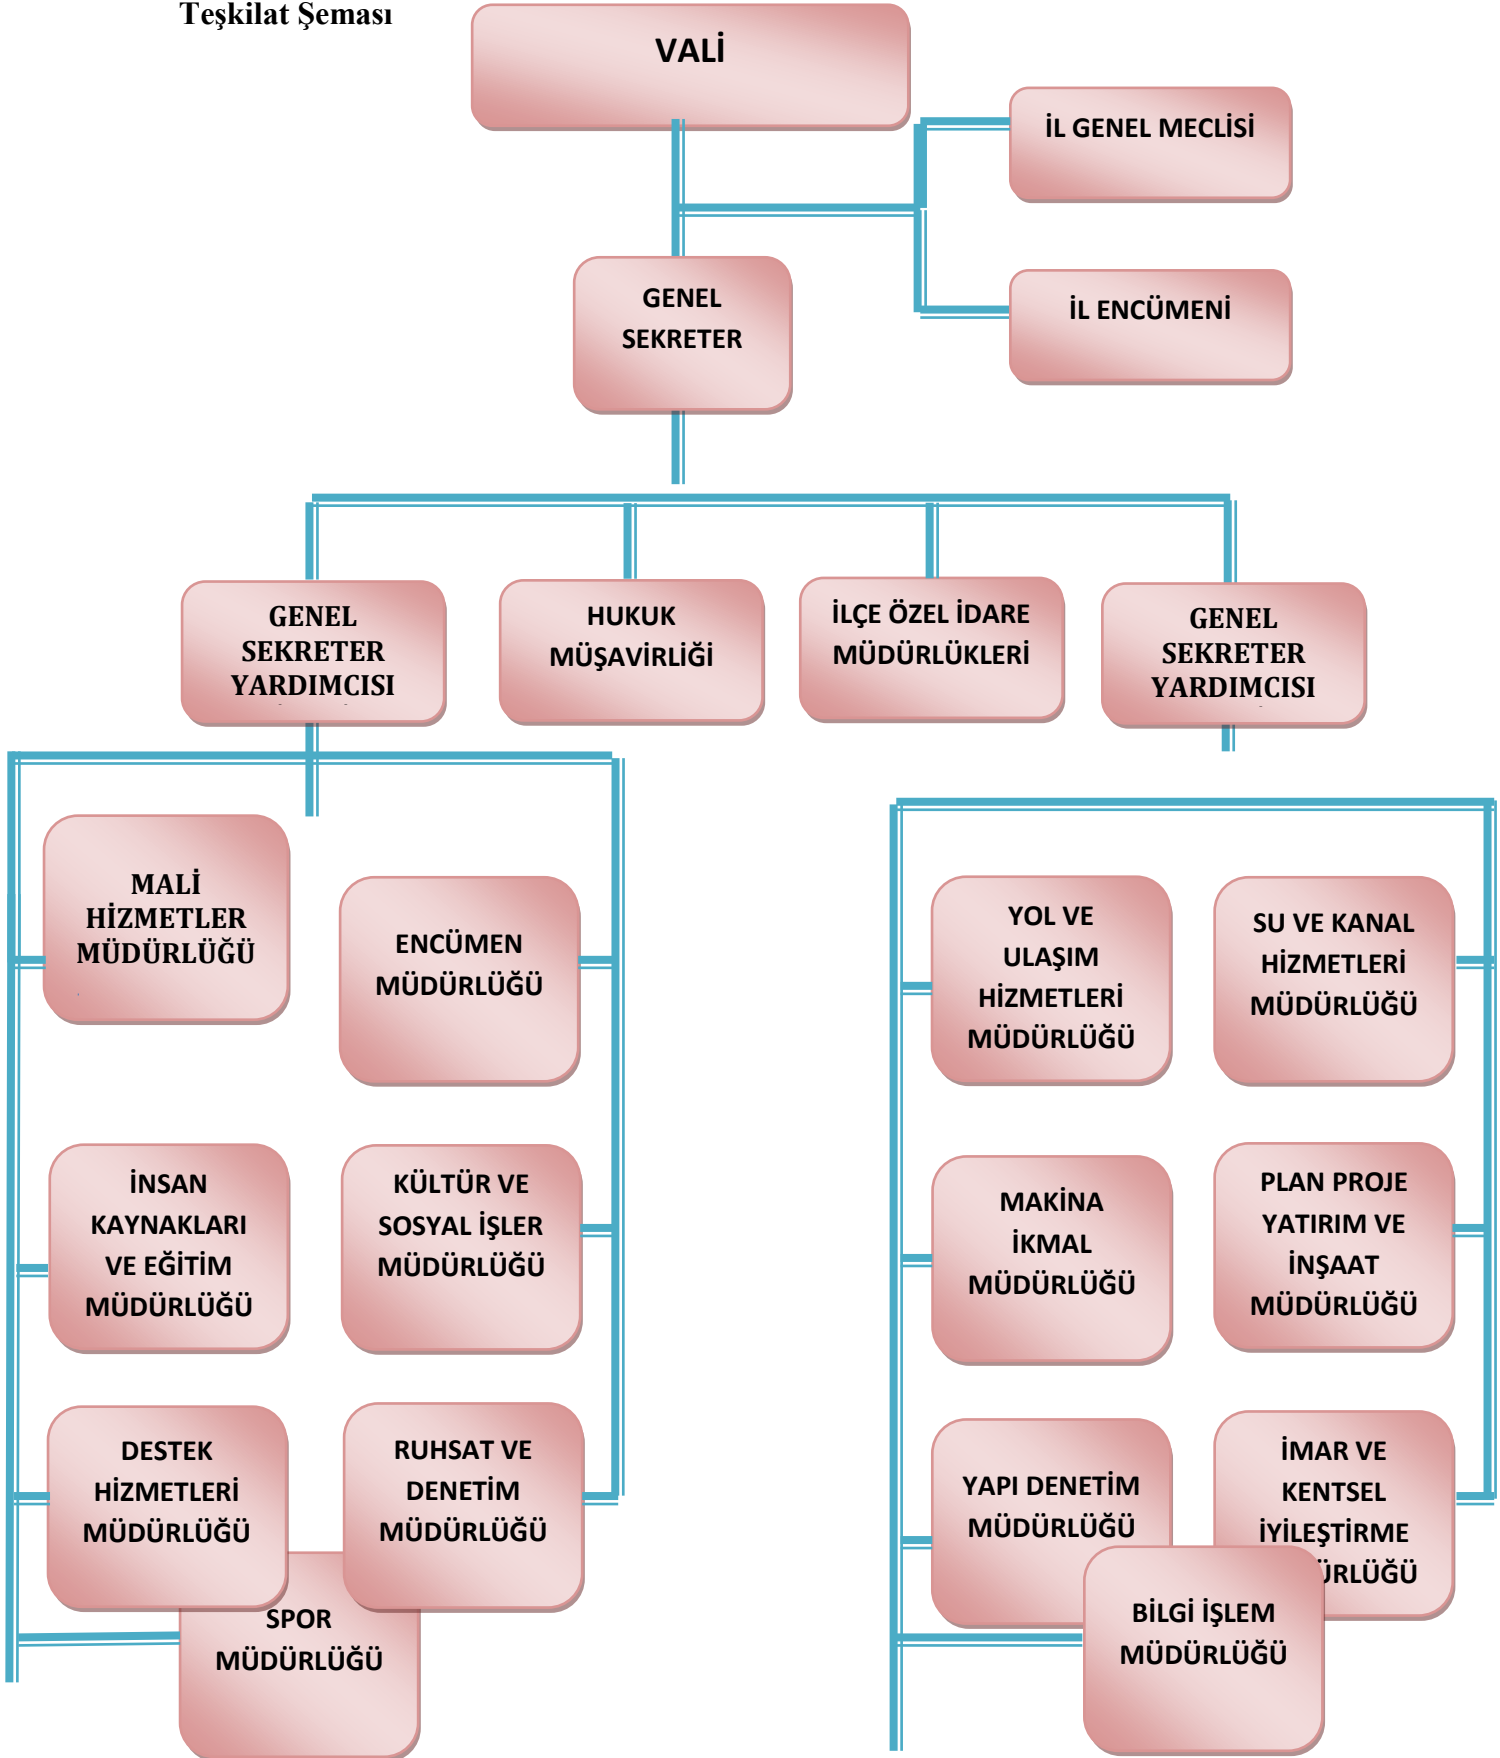 Teşkilat Şeması
VALİ
İL GENEL MECLİSİ
İL ENCÜMENİ
GENEL
SEKRETER
GENEL
SEKRETER
YARDIMCISI
HUKUK
MÜŞAVİRLİĞİ
İLÇE ÖZEL İDARE
MÜDÜRLÜKLERİ
GENEL
SEKRETER
YARDIMCISI
MALİ
HİZMETLER
MÜDÜRLÜĞÜ
ENCÜMEN
MÜDÜRLÜĞÜ
YOL VE
ULAŞIM
HİZMETLERİ
MÜDÜRLÜĞÜ
SU VE KANAL
HİZMETLERİ
MÜDÜRLÜĞÜ
İNSAN
KAYNAKLARI
VE EĞİTİM
MÜDÜRLÜĞÜ
KÜLTÜR VE
SOSYAL İŞLER
MÜDÜRLÜĞÜ
MAKİNA
İKMAL
MÜDÜRLÜĞÜ
PLAN PROJE
YATIRIM VE
İNŞAAT
MÜDÜRLÜĞÜ
DESTEK
HİZMETLERİ
MÜDÜRLÜĞÜ
RUHSAT VE
DENETİM
MÜDÜRLÜĞÜ
YAPI DENETİM
MÜDÜRLÜĞÜ
İMAR VE
KENTSEL
İYİLEŞTİRME
SPOR
MÜDÜRLÜĞÜ
BİLGİ İŞLEM
MÜDÜRLÜĞÜ